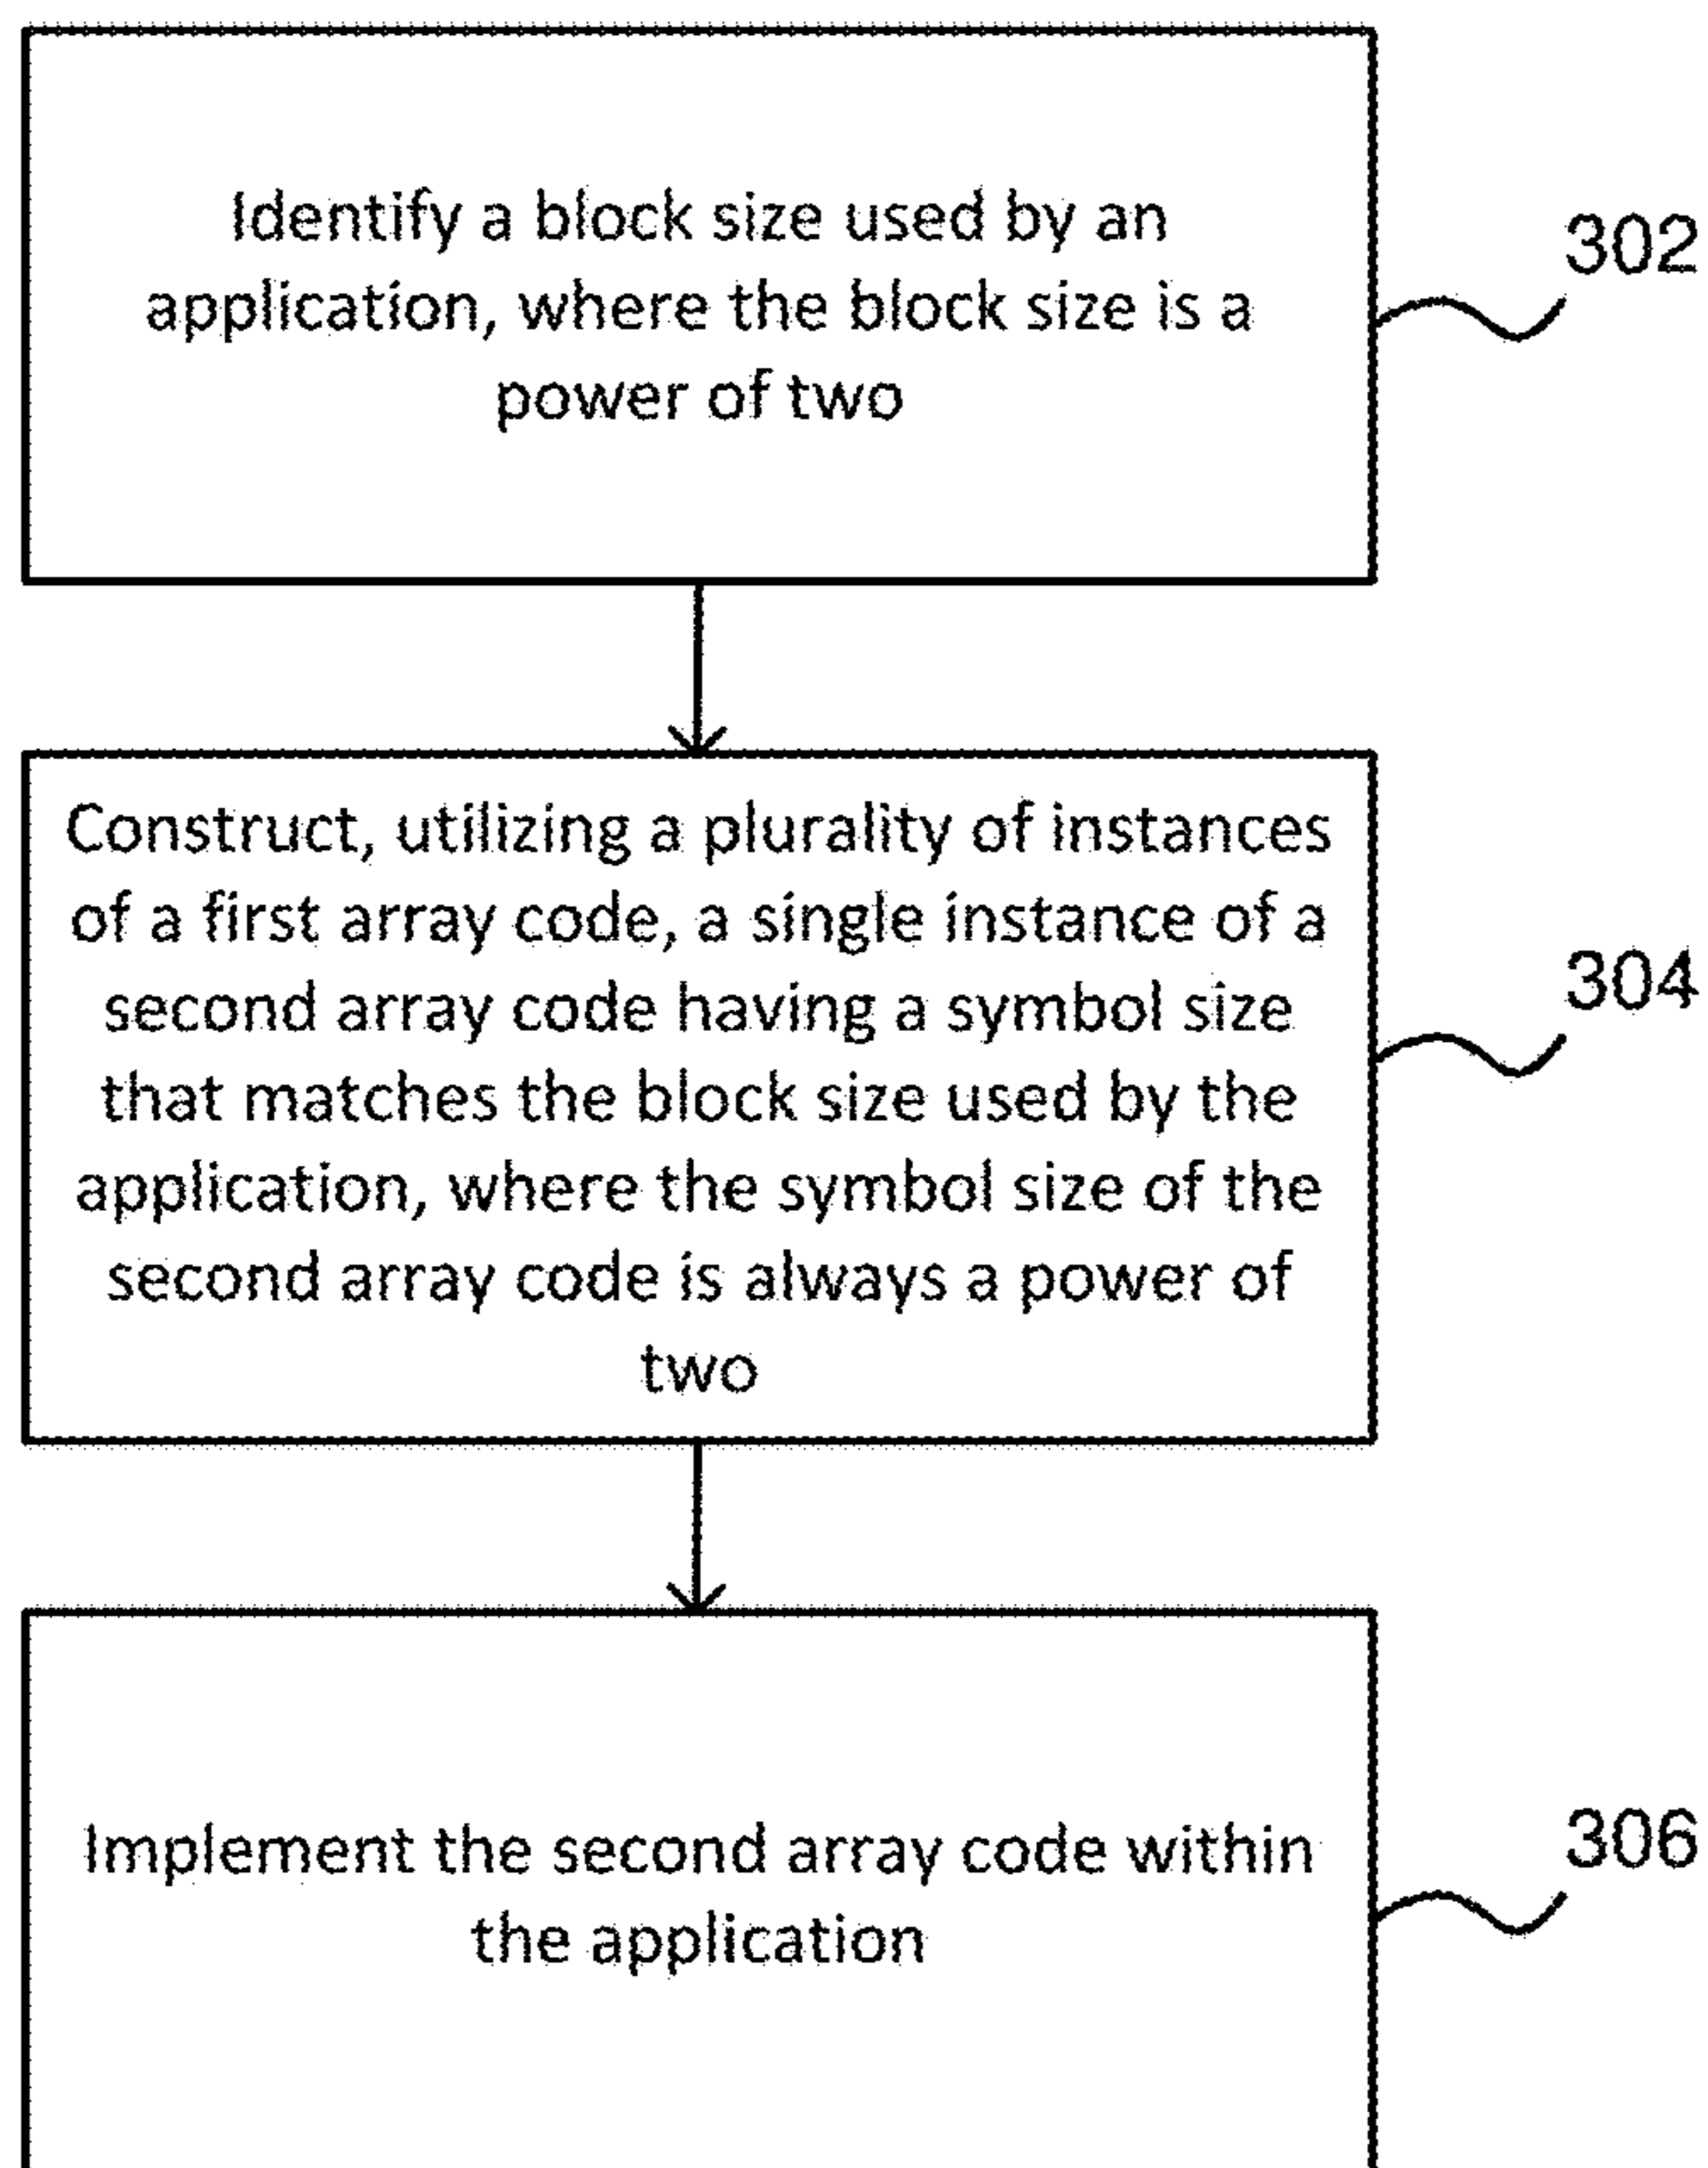 Identify a block size used by an
application, where the block size is a
power of two
302
Construct, utilizing a plurality of instances
of a first array code, a single instance of a
second array code having a symbol size
that matches the block size used by the
application, where the symbol size of the
second array code is always a power of
two
304
Implement the second array code within
the application
306